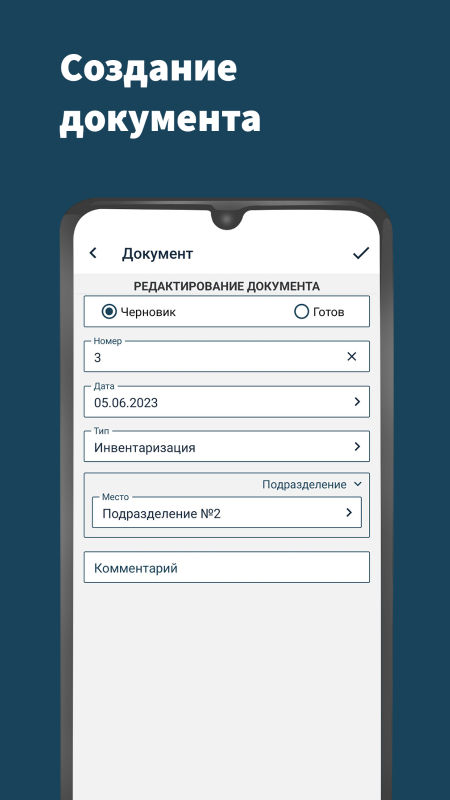 Создание
документа
Документ
РЕДАКТИРОВАНИЕ ДОКУМЕНТА
Черновик Готов
Номер
3
Дата
05.06.2023
Тип
Инвентаризация
Подразделение
Место
Подразделение №2
Комментарий